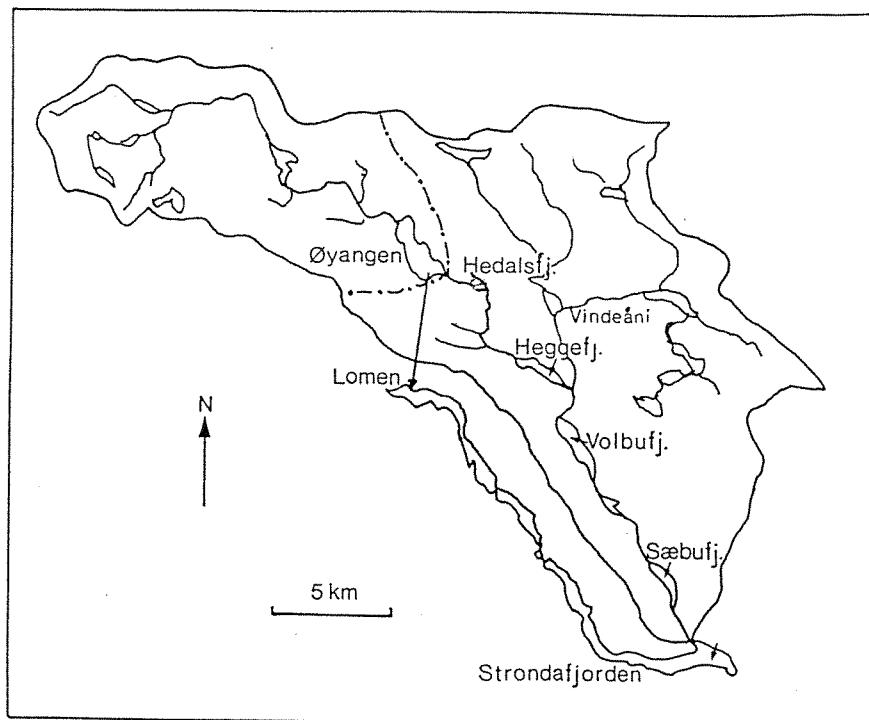 Øyangen
Hedalsfj.
Vindeåni
Heggefj.
Lomen
N
Volbufj.
Sæbufj.
5 km
Strondafjorden